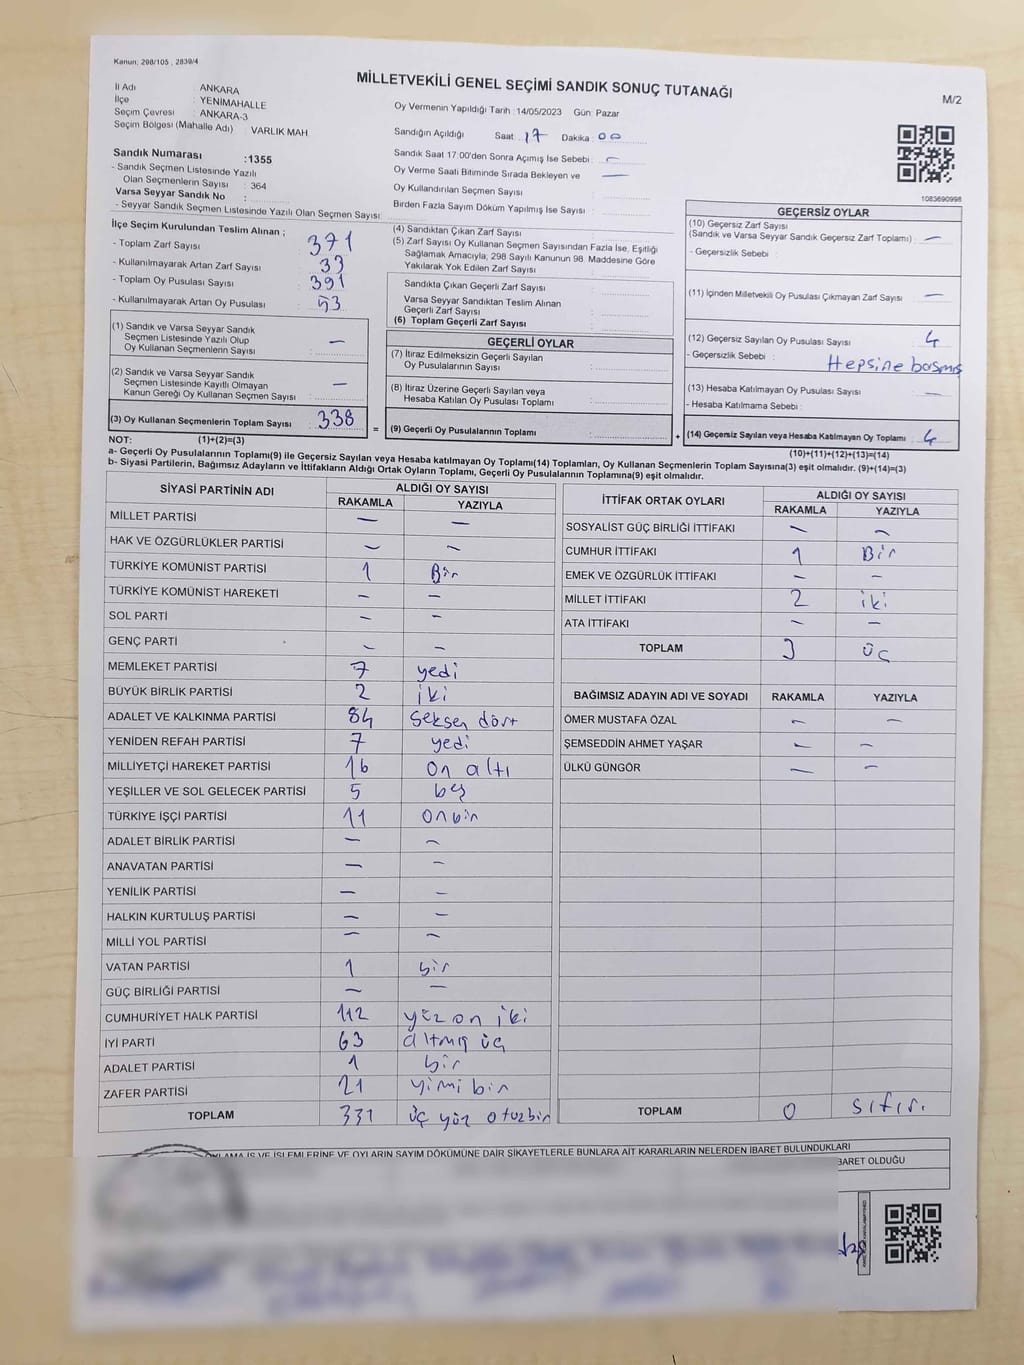 Kanun; 298/105 , 2839/4
MİLLETVEKİLİ GENEL SEÇİMİ SANDIK SONUÇ TUTANAĞI
M/2
İl Adı : ANKARA
İlçe : YENİMAHALLE
Seçim Çevresi : ANKARA-3
Seçim Bölgesi (Mahalle Adı) : VARLIK MAH.
Oy Vermenin Yapıldığı Tarih : 14/05/2023 Gün: Pazar
Sandığın Açıldığı Saat : 17 Dakika : 00
Sandık Saat 17:00'den Sonra Açımış İse Sebebi : —
Oy Verme Saati Bitiminde Sırada Bekleyen ve —
Oy Kullandırılan Seçmen Sayısı
Birden Fazla Sayım Döküm Yapılmış İse Sayısı :
Sandık Numarası :1355
- Sandık Seçmen Listesinde Yazılı
Olan Seçmenlerin Sayısı : 364
Varsa Seyyar Sandık No :
- Seyyar Sandık Seçmen Listesinde Yazılı Olan Seçmen Sayısı:
1083690998
İlçe Seçim Kurulundan Teslim Alınan ;
- Toplam Zarf Sayısı : 371
- Kullanılmayarak Artan Zarf Sayısı : 33
- Toplam Oy Pusulası Sayısı : 391
- Kullanılmayarak Artan Oy Pusulası : 53
(1) Sandık ve Varsa Seyyar Sandık
Seçmen Listesinde Yazılı Olup
Oy Kullanan Seçmenlerin Sayısı : —
(2) Sandık ve Varsa Seyyar Sandık
Seçmen Listesinde Kayıtlı Olmayan
Kanun Gereği Oy Kullanan Seçmen Sayısı : —
(3) Oy Kullanan Seçmenlerin Toplam Sayısı : 338
(4) Sandıktan Çıkan Zarf Sayısı :
(5) Zarf Sayısı Oy Kullanan Seçmen Sayısından Fazla İse, Eşitliği
Sağlamak Amacıyla; 298 Sayılı Kanunun 98. Maddesine Göre
Yakılarak Yok Edilen Zarf Sayısı :
Sandıkta Çıkan Geçerli Zarf Sayısı :
Varsa Seyyar Sandıktan Teslim Alınan
Geçerli Zarf Sayısı :
(6) Toplam Geçerli Zarf Sayısı :
GEÇERLİ OYLAR
(7) İtiraz Edilmeksizin Geçerli Sayılan
Oy Pusulalarının Sayısı :
(8) İtiraz Üzerine Geçerli Sayılan veya
Hesaba Katılan Oy Pusulası Toplamı :
= (9) Geçerli Oy Pusulalarının Toplamı :
GEÇERSİZ OYLAR
(10) Geçersiz Zarf Sayısı
(Sandık ve Varsa Seyyar Sandık Geçersiz Zarf Toplamı) : —
- Geçersizlik Sebebi :
(11) İçinden Milletvekili Oy Pusulası Çıkmayan Zarf Sayısı : —
(12) Geçersiz Sayılan Oy Pusulası Sayısı : 4
- Geçersizlik Sebebi : Hepsine basmış
(13) Hesaba Katılmayan Oy Pusulası Sayısı : —
- Hesaba Katılmama Sebebi :
+ (14) Geçersiz Sayılan veya Hesaba Katılmayan Oy Toplamı : 4
NOT: (1)+(2)=(3)
(10)+(11)+(12)+(13)=(14)
a- Geçerli Oy Pusulalarının Toplamı(9) ile Geçersiz Sayılan veya Hesaba katılmayan Oy Toplamı(14) Toplamları, Oy Kullanan Seçmenlerin Toplam Sayısına(3) eşit olmalıdır. (9)+(14)=(3)
b- Siyasi Partilerin, Bağımsız Adayların ve İttifakların Aldığı Ortak Oyların Toplamı, Geçerli Oy Pusulalarının Toplamına(9) eşit olmalıdır.
SİYASİ PARTİNİN ADI ALDIĞI OY SAYISI
RAKAMLA YAZIYLA
MİLLET PARTİSİ — —
HAK VE ÖZGÜRLÜKLER PARTİSİ — —
TÜRKİYE KOMÜNİST PARTİSİ 1 Bir
TÜRKİYE KOMÜNİST HAREKETİ — —
SOL PARTİ — —
GENÇ PARTİ — —
MEMLEKET PARTİSİ 7 yedi
BÜYÜK BİRLİK PARTİSİ 2 iki
ADALET VE KALKINMA PARTİSİ 84 Seksen dört
YENİDEN REFAH PARTİSİ 7 yedi
MİLLİYETÇİ HAREKET PARTİSİ 16 on altı
YEŞİLLER VE SOL GELECEK PARTİSİ 5 beş
TÜRKİYE İŞÇİ PARTİSİ 11 onbir
ADALET BİRLİK PARTİSİ — —
ANAVATAN PARTİSİ — —
YENİLİK PARTİSİ — —
HALKIN KURTULUŞ PARTİSİ — —
MİLLİ YOL PARTİSİ — —
VATAN PARTİSİ 1 bir
GÜÇ BİRLİĞİ PARTİSİ — —
CUMHURİYET HALK PARTİSİ 112 yüz on iki
İYİ PARTİ 63 altmış üç
ADALET PARTİSİ 1 bir
ZAFER PARTİSİ 21 yimi bir
TOPLAM 331 üç yüz otuzbir
İTTİFAK ORTAK OYLARI ALDIĞI OY SAYISI
RAKAMLA YAZIYLA
SOSYALİST GÜÇ BİRLİĞİ İTTİFAKI — —
CUMHUR İTTİFAKI 1 Bir
EMEK VE ÖZGÜRLÜK İTTİFAKI — —
MİLLET İTTİFAKI 2 iki
ATA İTTİFAKI — —
TOPLAM 3 üç
BAĞIMSIZ ADAYIN ADI VE SOYADI RAKAMLA YAZIYLA
ÖMER MUSTAFA ÖZAL — —
ŞEMSEDDİN AHMET YAŞAR — —
ÜLKÜ GÜNGÖR — —
TOPLAM 0 sıfır.
İŞ VE İŞLEMLERİNE VE OYLARIN SAYIM DÖKÜMÜNE DAİR ŞİKAYETLERLE BUNLARA AİT KARARLARIN NELERDEN İBARET BULUNDUKLARI
İBARET OLDUĞU